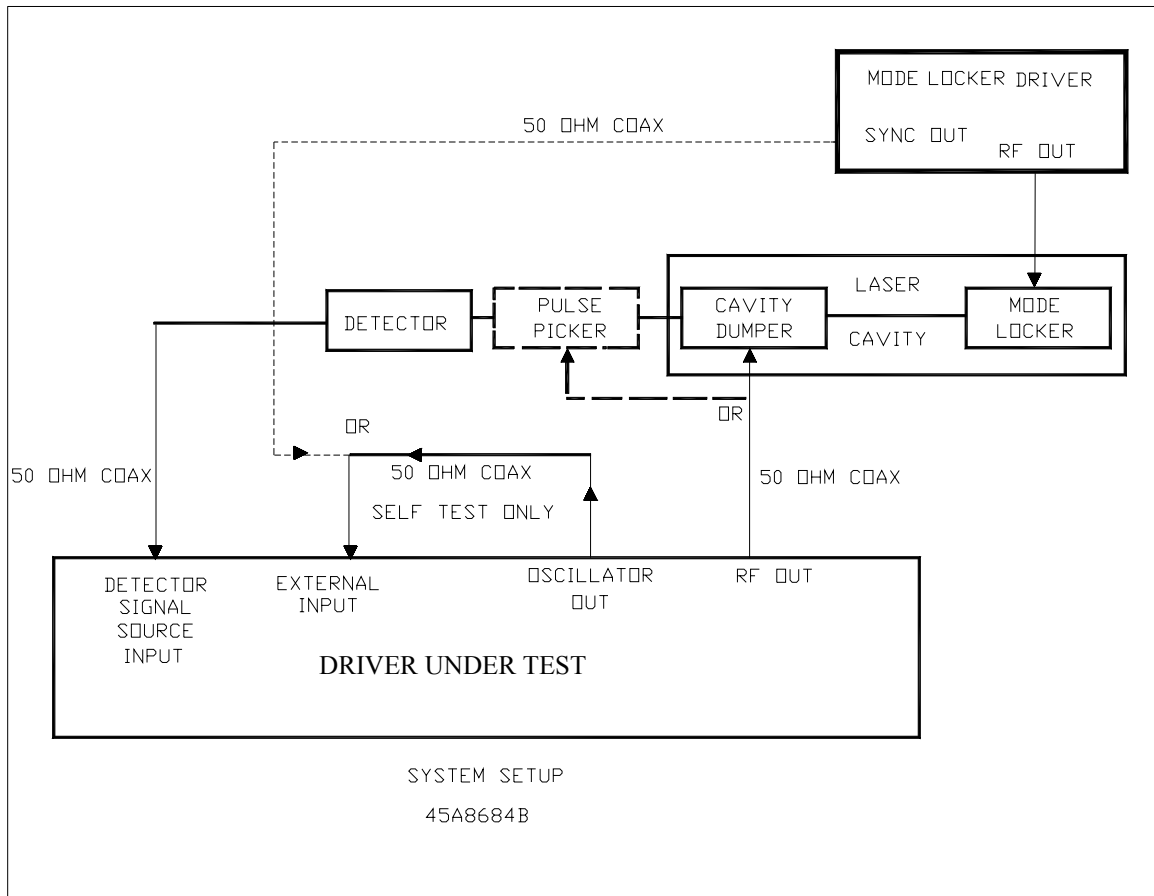 MODE LOCKER DRIVER
50 OHM COAX
SYNC OUT
RF OUT
LASER
CAVITY
DETECTOR
PULSE
PICKER
CAVITY
DUMPER
MODE
LOCKER
OR
OR
50 OHM COAX
50 OHM COAX
50 OHM COAX
SELF TEST ONLY
DETECTOR
SIGNAL
SOURCE
INPUT
EXTERNAL
INPUT
OSCILLATOR
OUT
RF OUT
DRIVER UNDER TEST
SYSTEM SETUP
45A8684B